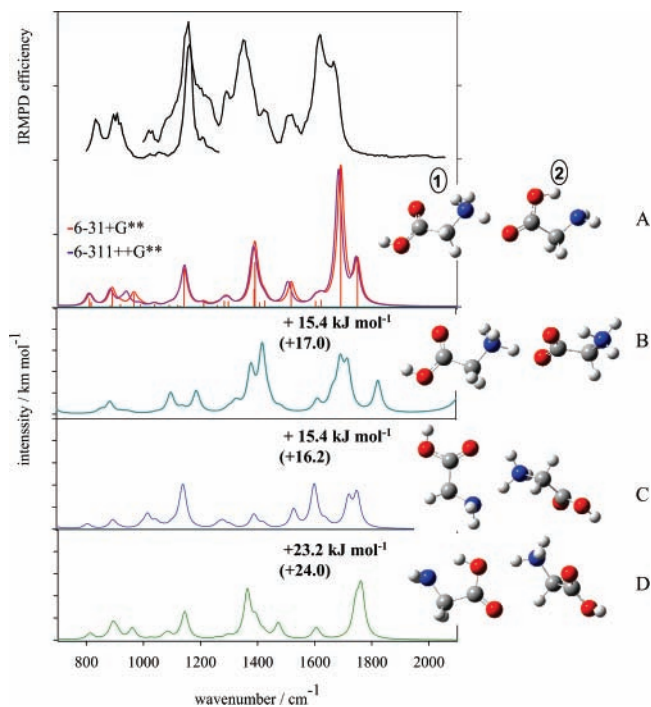 IRMPD efficiency
1
2
A
6-31+G**
6-311++G**
+ 15.4 kJ mol-1
(+17.0)
B
intenssity / km mol-1
+ 15.4 kJ mol-1
(+16.2)
C
+23.2 kJ mol-1
(+24.0)
D
800 1000 1200 1400 1600 1800 2000
wavenumber / cm-1